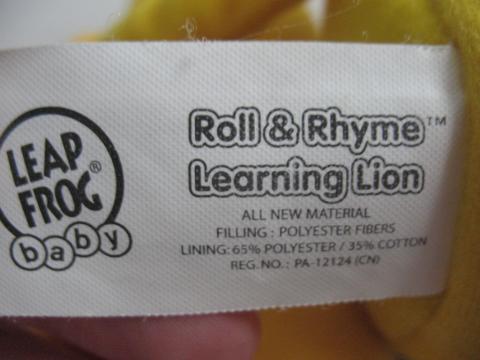 LEAP
FROG®
baby
Roll & Rhyme™
Learning Lion
ALL NEW MATERIAL
FILLING : POLYESTER FIBERS
LINING: 65% POLYESTER / 35% COTTON
REG. NO. : PA-12124 (CN)